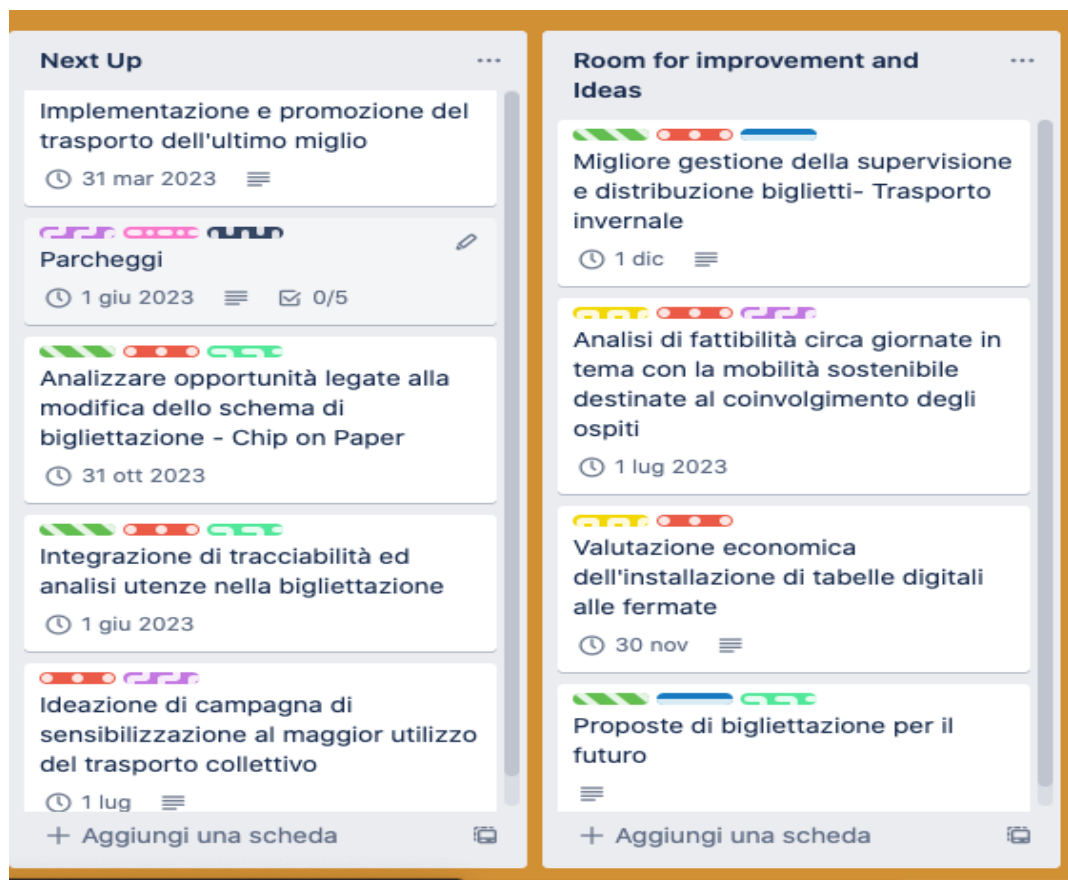 Next Up
Implementazione e promozione del
trasporto dell'ultimo miglio
31 mar 2023
Parcheggi
1 giu 2023 0/5
Analizzare opportunità legate alla
modifica dello schema di
bigliettazione - Chip on Paper
31 ott 2023
Integrazione di tracciabilità ed
analisi utenze nella bigliettazione
1 giu 2023
Ideazione di campagna di
sensibilizzazione al maggior utilizzo
del trasporto collettivo
1 lug
+ Aggiungi una scheda
Room for improvement and
Ideas
Migliore gestione della supervisione
e distribuzione biglietti- Trasporto
invernale
1 dic
Analisi di fattibilità circa giornate in
tema con la mobilità sostenibile
destinate al coinvolgimento degli
ospiti
1 lug 2023
Valutazione economica
dell'installazione di tabelle digitali
alle fermate
30 nov
Proposte di bigliettazione per il
futuro
+ Aggiungi una scheda